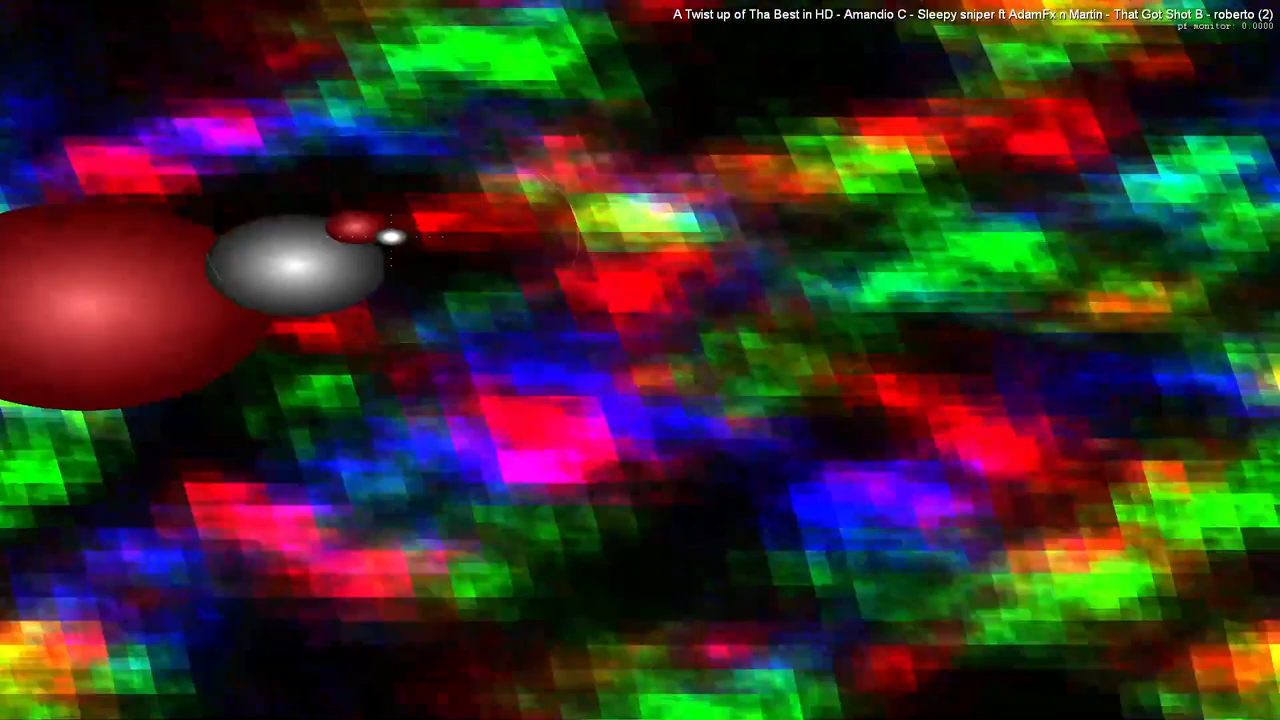 A Twist up of Tha Best in HD - Amandio C - Sleepy sniper ft AdamFx n Martin - That Got Shot B - roberto (2)
pf monitor: 0.0000